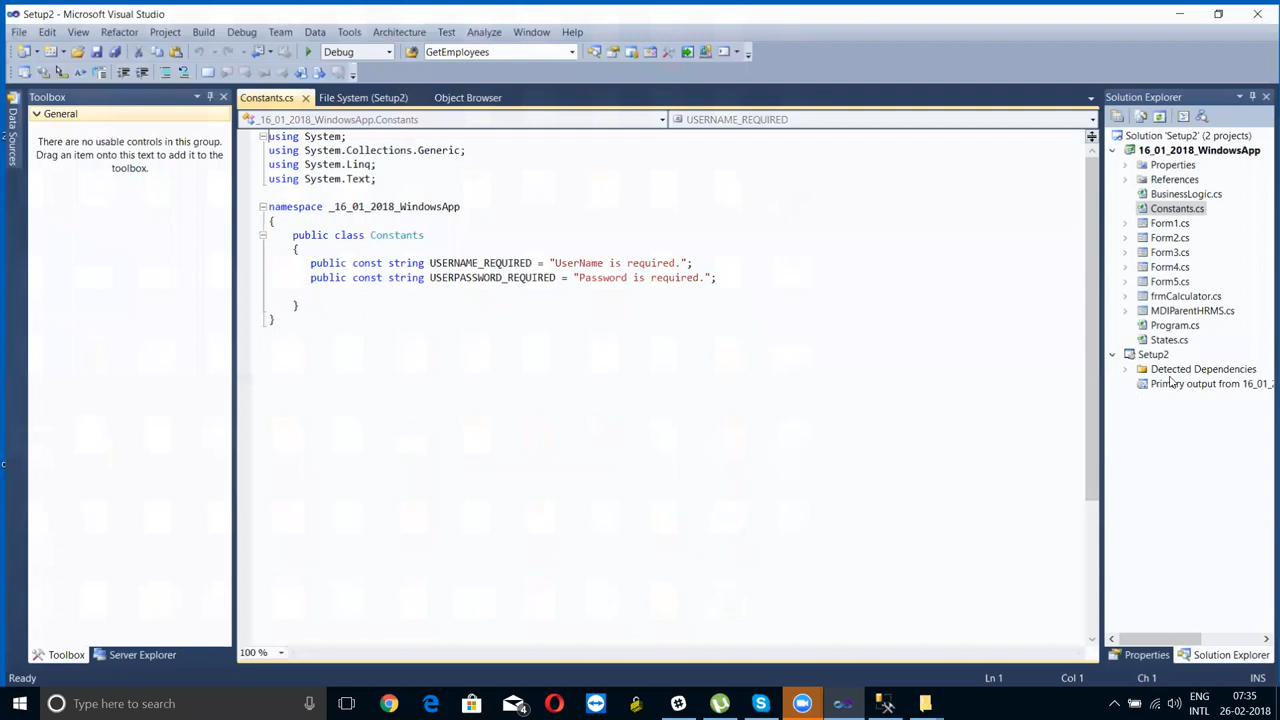 Setup2 - Microsoft Visual Studio
File Edit View Refactor Project Build Debug Team Data Tools Architecture Test Analyze Window Help
Debug GetEmployees
Toolbox
Constants.cs File System (Setup2) Object Browser
Solution Explorer
Data Sources
General
There are no usable controls in this group.
Drag an item onto this text to add it to the
toolbox.
_16_01_2018_WindowsApp.Constants USERNAME_REQUIRED
using System;
using System.Collections.Generic;
using System.Linq;
using System.Text;
namespace _16_01_2018_WindowsApp
{
public class Constants
{
public const string USERNAME_REQUIRED = "UserName is required.";
public const string USERPASSWORD_REQUIRED = "Password is required.";
}
}
Solution 'Setup2' (2 projects)
16_01_2018_WindowsApp
Properties
References
BusinessLogic.cs
Constants.cs
Form1.cs
Form2.cs
Form3.cs
Form4.cs
Form5.cs
frmCalculator.cs
MDIParentHRMS.cs
Program.cs
States.cs
Setup2
Detected Dependencies
Primary output from 16_01_2
100 %
Toolbox Server Explorer
Properties Solution Explorer
Ready Ln 1 Col 1 Ch 1 INS
Type here to search
4
ENG
INTL
07:35
26-02-2018